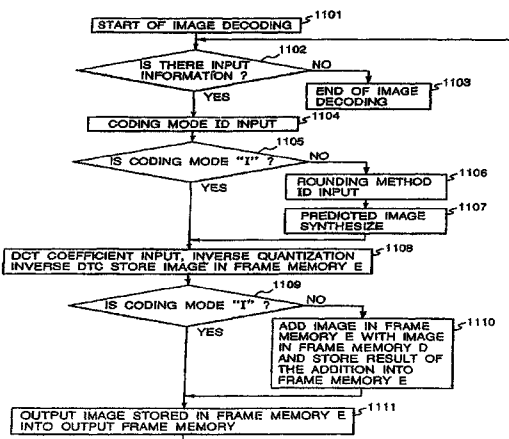 START OF IMAGE DECODING
1101
1102
IS THERE INPUT
INFORMATION ?
NO
1103
END OF IMAGE
DECODING
YES
1104
CODING MODE ID INPUT
1105
IS CODING MODE "I" ?
NO
1106
ROUNDING METHOD
ID INPUT
1107
PREDICTED IMAGE
SYNTHESIZE
YES
1108
DCT COEFFICIENT INPUT, INVERSE QUANTIZATION
INVERSE DTC STORE IMAGE IN FRAME MEMORY E
1109
IS CODING MODE "I" ?
NO
1110
ADD IMAGE IN FRAME
MEMORY E WITH IMAGE
IN FRAME MEMORY D
AND STORE RESULT OF
THE ADDITION INTO
FRAME MEMORY E
YES
1111
OUTPUT IMAGE STORED IN FRAME MEMORY E
INTO OUTPUT FRAME MEMORY